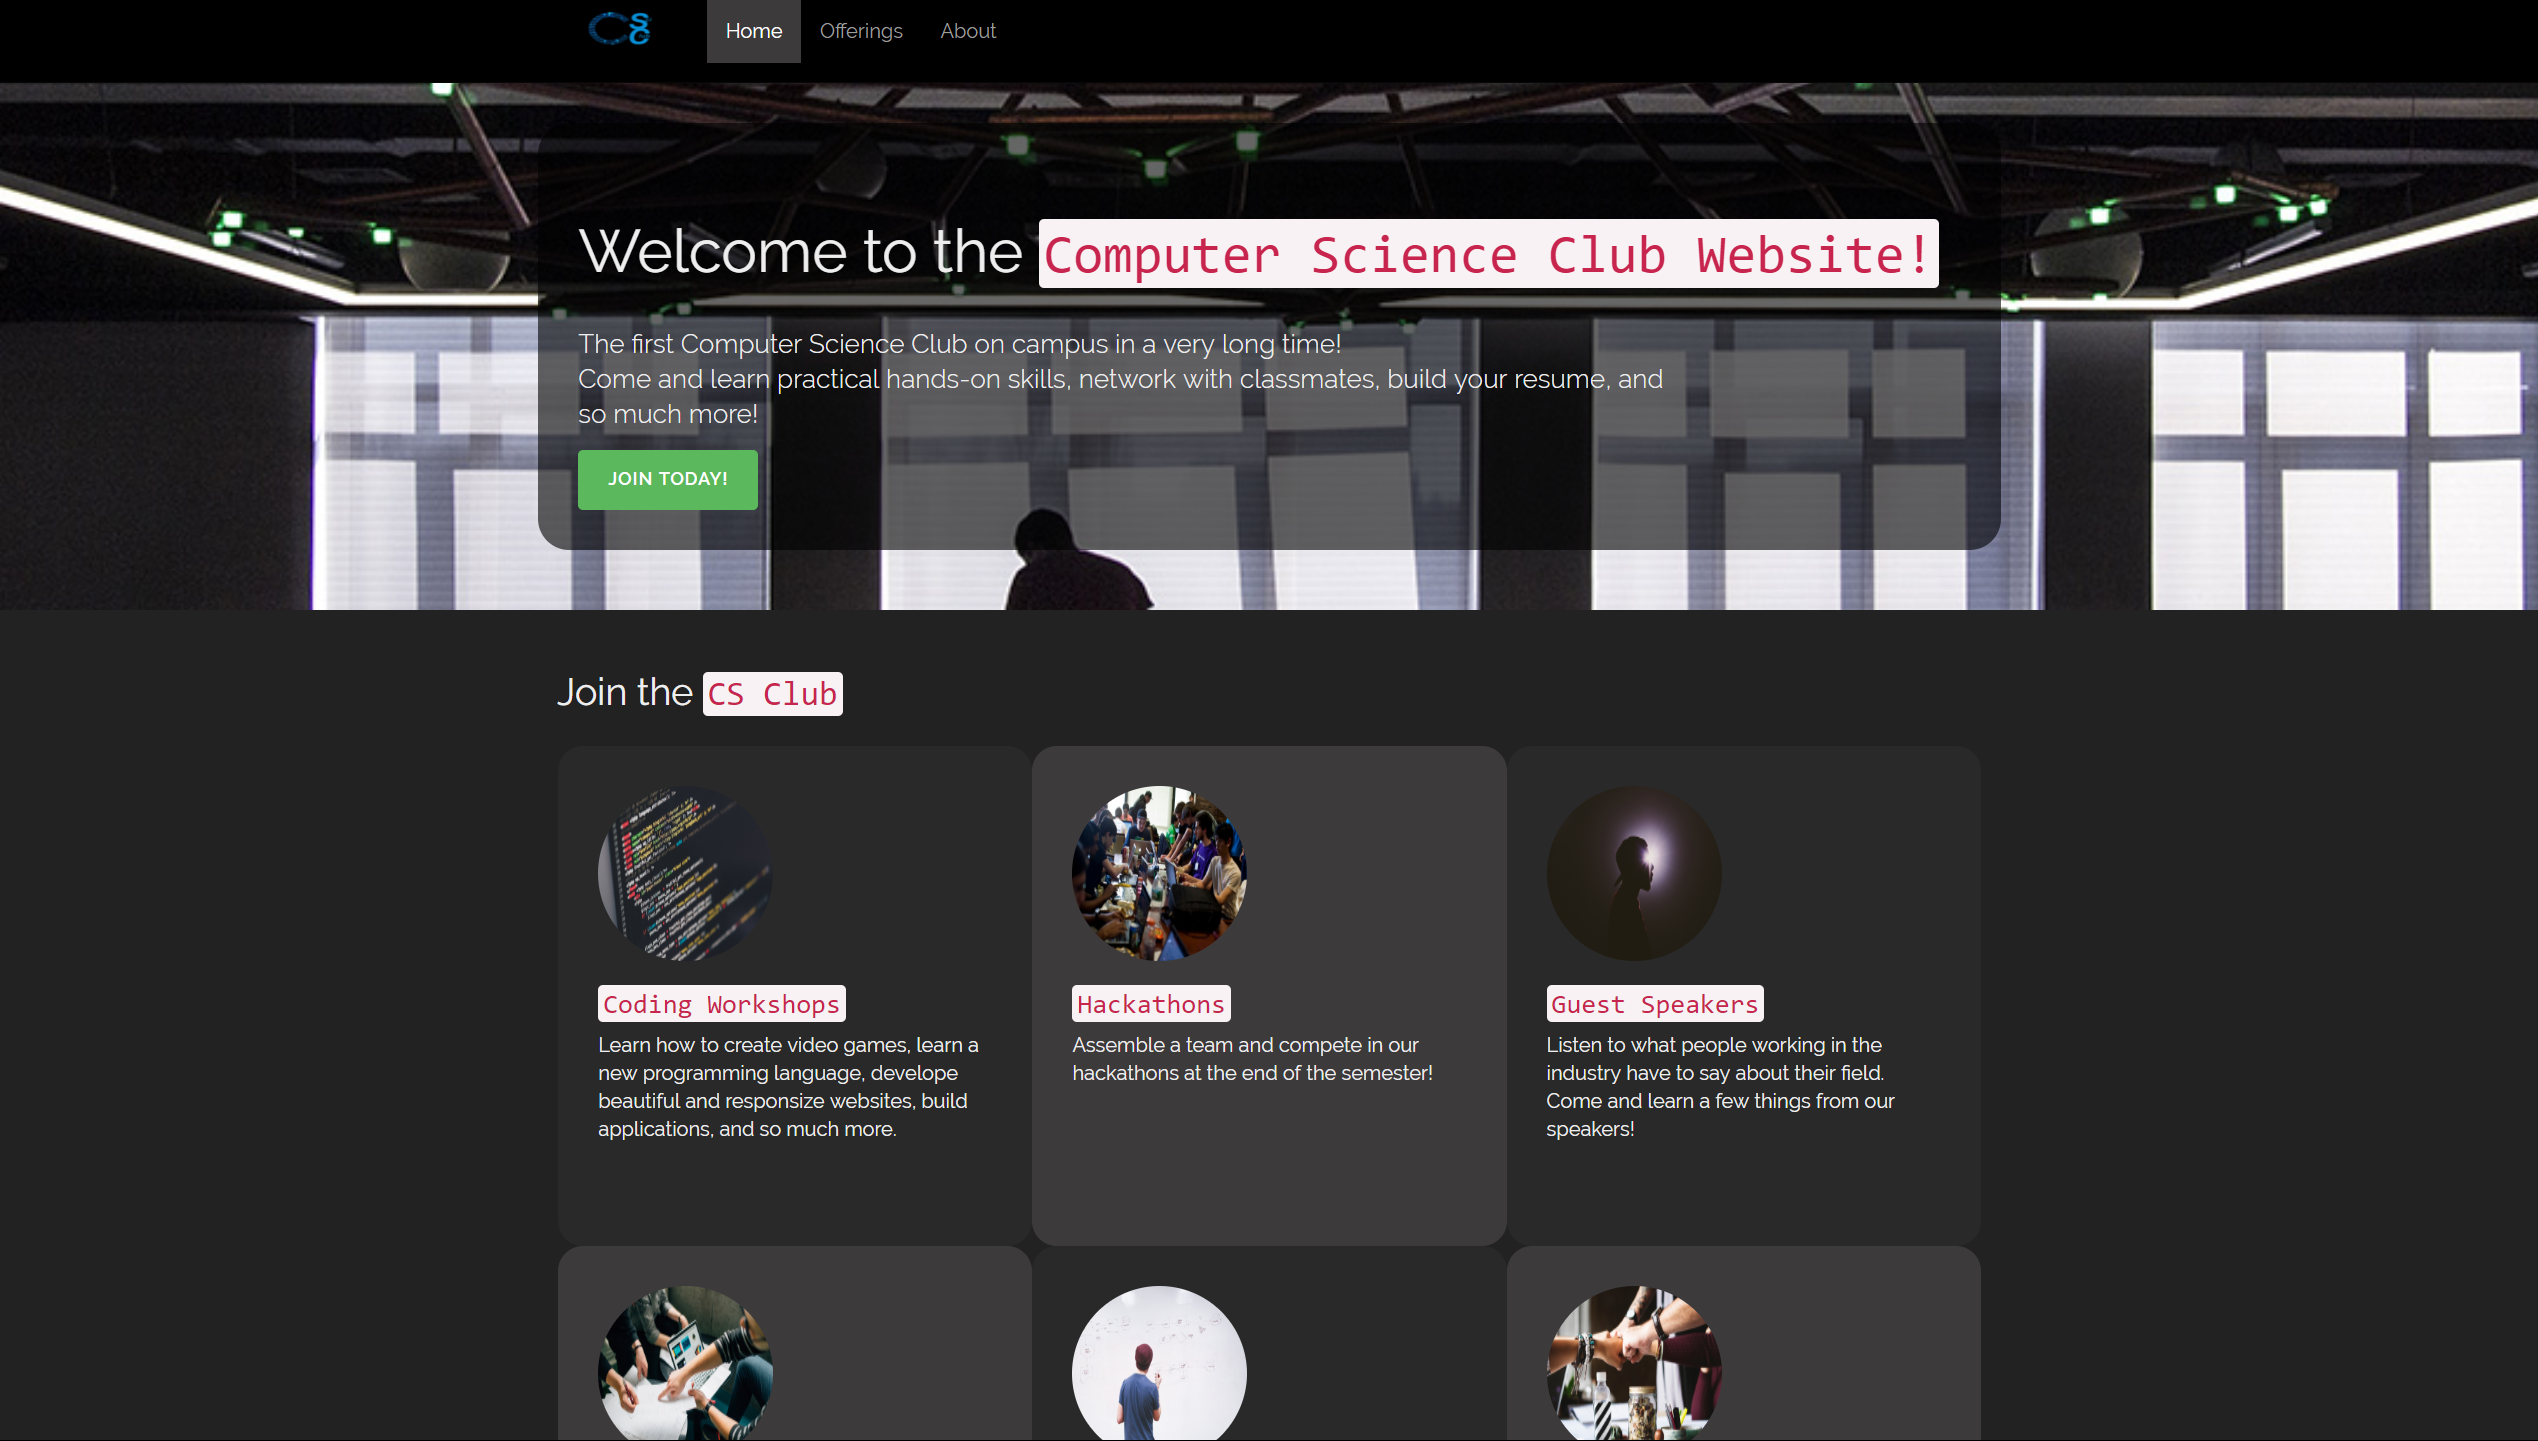 CSC
Home Offerings About
Welcome to the Computer Science Club Website!
The first Computer Science Club on campus in a very long time!
Come and learn practical hands-on skills, network with classmates, build your resume, and
so much more!
JOIN TODAY!
Join the CS Club
Coding Workshops
Learn how to create video games, learn a
new programming language, develope
beautiful and responsize websites, build
applications, and so much more.
Hackathons
Assemble a team and compete in our
hackathons at the end of the semester!
Guest Speakers
Listen to what people working in the
industry have to say about their field.
Come and learn a few things from our
speakers!